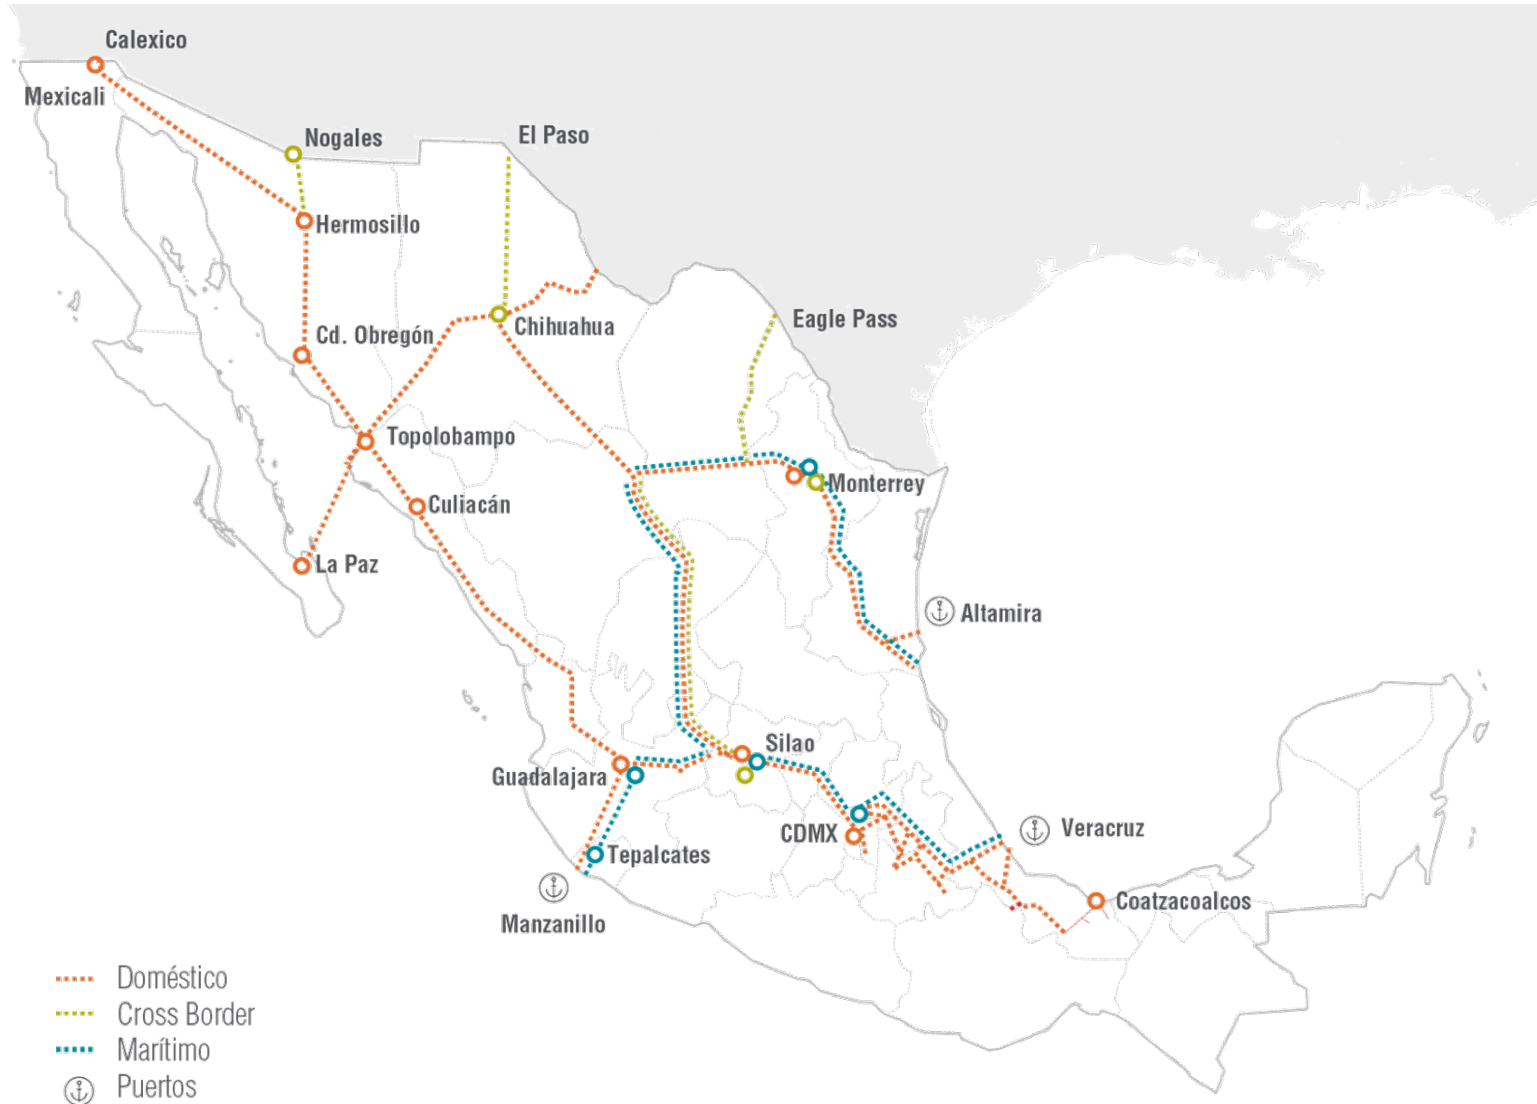 Calexico
Mexicali
Nogales
El Paso
Hermosillo
Cd. Obregón
Chihuahua
Eagle Pass
Topolobampo
Monterrey
Culiacán
La Paz
Altamira
Silao
Guadalajara
CDMX
Veracruz
Tepalcates
Coatzacoalcos
Manzanillo
Doméstico
Cross Border
Marítimo
Puertos